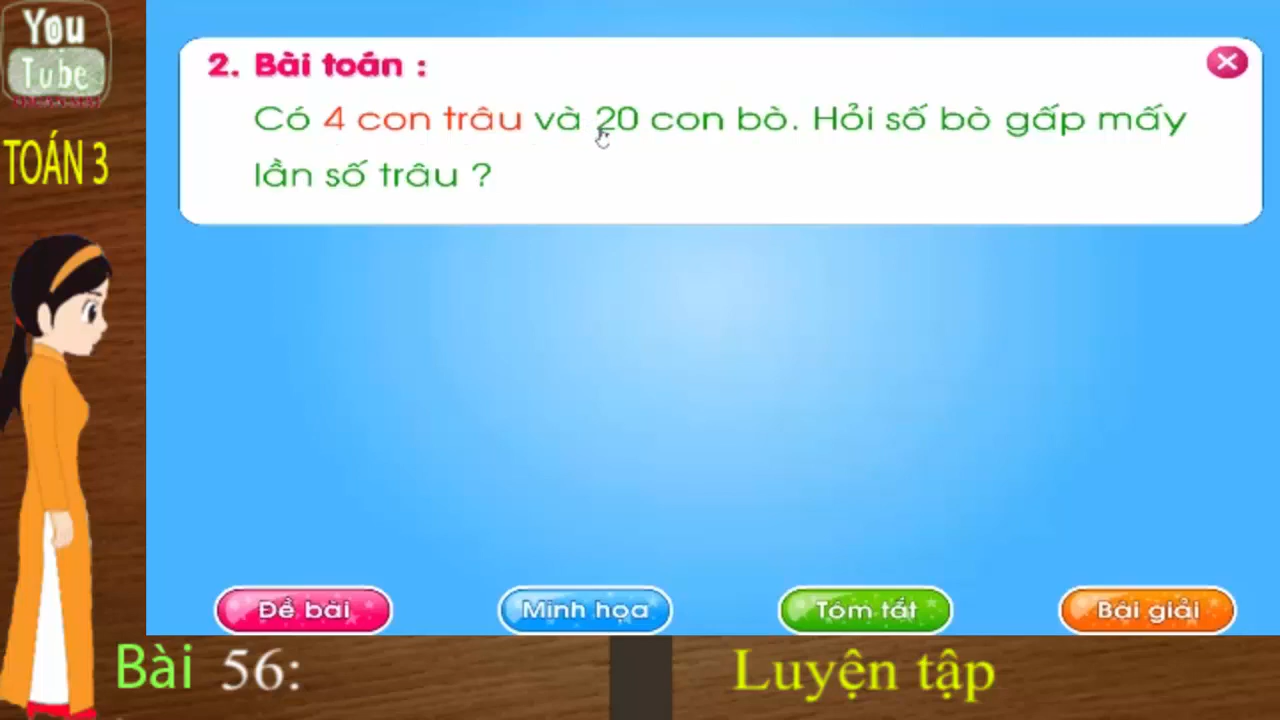 You
Tube
TOÁN 3
2. Bài toán :
Có 4 con trâu và 20 con bò. Hỏi số bò gấp mấy
lần số trâu ?
Đề bài
Minh họa
Tóm tắt
Bài giải
Bài 56:
Luyện tập